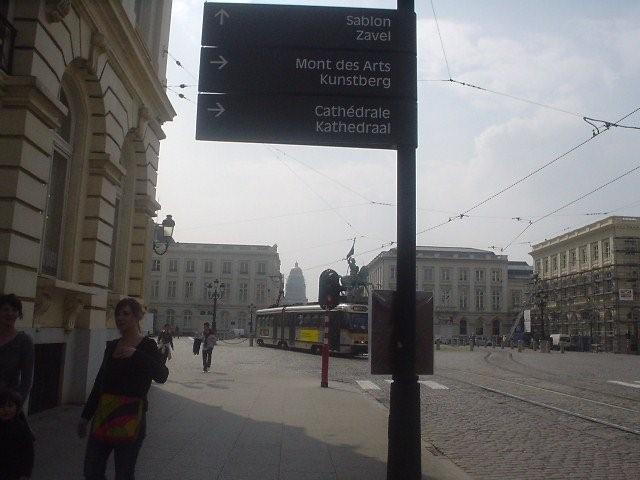 Sablon
Zavel
Mont des Arts
Kunstberg
Cathédrale
Kathedraal